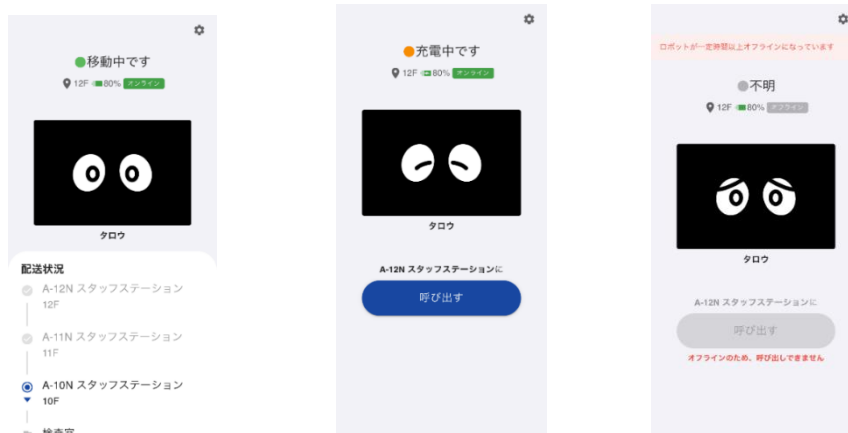 移動中です
12F 80% オンライン
タロウ
配送状況
A-12N スタッフステーション
12F
A-11N スタッフステーション
11F
A-10N スタッフステーション
10F
検査室
充電中です
12F 80% オンライン
タロウ
A-12N スタッフステーションに
呼び出す
ロボットが一定時間以上オフラインになっています
不明
12F 80% オフライン
タロウ
A-12N スタッフステーションに
呼び出す
オフラインのため、呼び出しできません